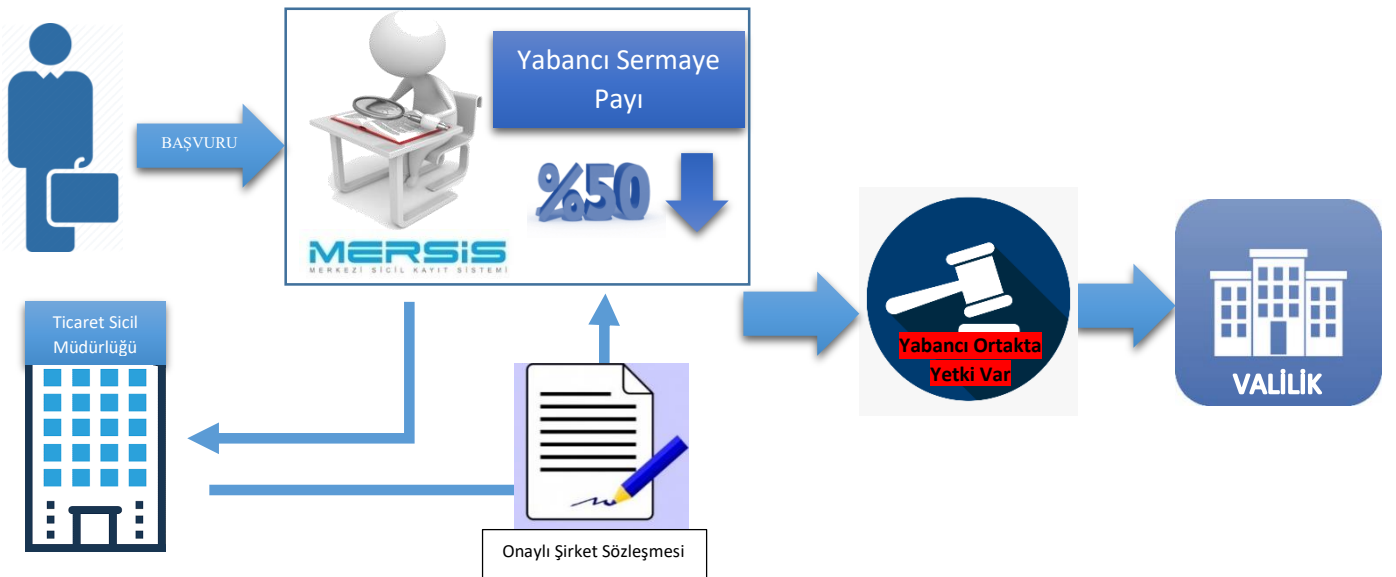 BAŞVURU
Yabancı Sermaye
Payı
%50
MERSİS
MERKEZİ SİCİL KAYIT SİSTEMİ
Ticaret Sicil
Müdürlüğü
Onaylı Şirket Sözleşmesi
Yabancı Ortakta
Yetki Var
VALİLİK